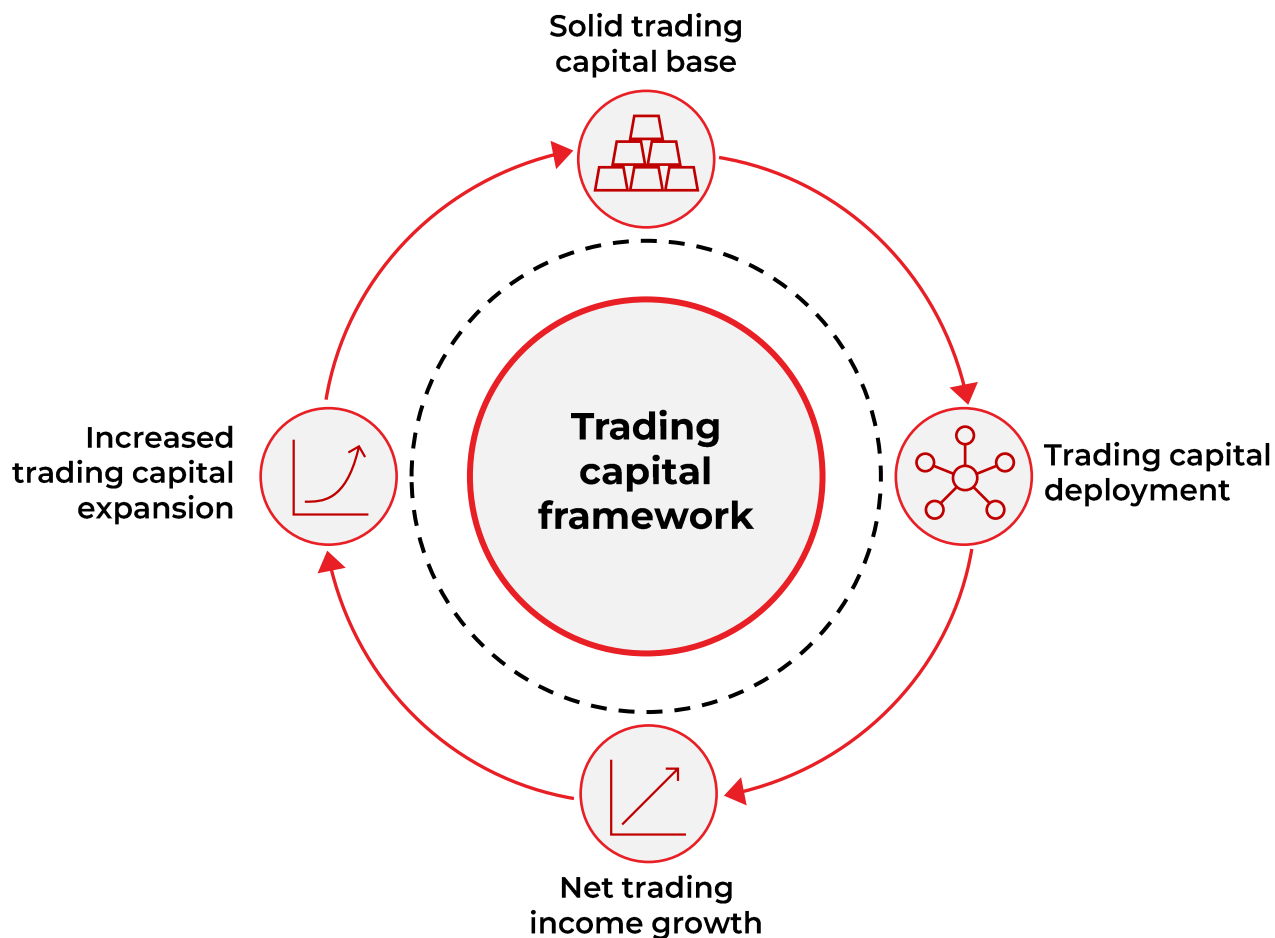 Solid trading
capital base
Trading capital
deployment
Net trading
income growth
Increased
trading capital
expansion
Trading
capital
framework